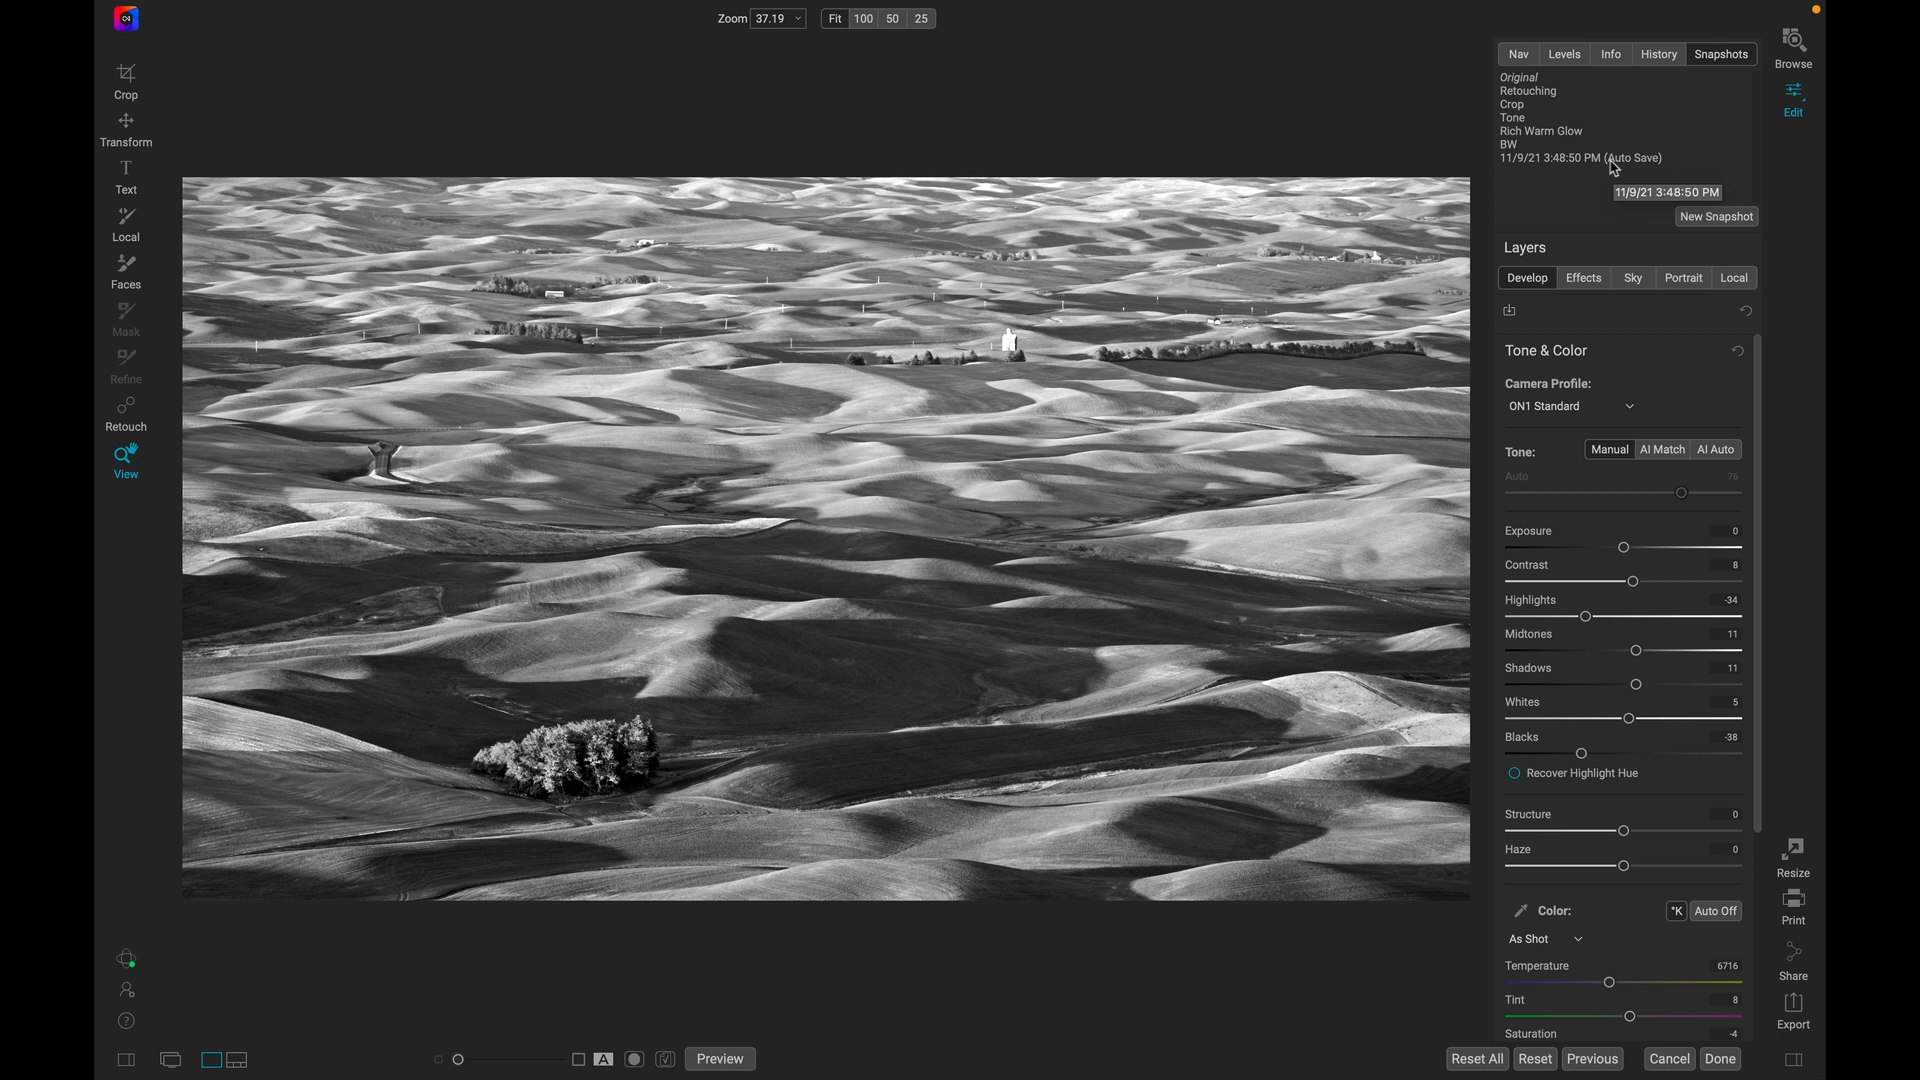 Zoom 37.19 Fit 100 50 25
Crop
Transform
Text
Local
Faces
Mask
Refine
Retouch
View
Nav Levels Info History Snapshots
Original
Retouching
Crop
Tone
Rich Warm Glow
BW
11/9/21 3:48:50 PM (Auto Save)
11/9/21 3:48:50 PM
New Snapshot
Layers
Develop Effects Sky Portrait Local
Tone & Color
Camera Profile:
ON1 Standard
Tone: Manual AI Match AI Auto
Auto 76
Exposure 0
Contrast 8
Highlights -34
Midtones 11
Shadows 11
Whites 5
Blacks -38
Recover Highlight Hue
Structure 0
Haze 0
Color: °K Auto Off
As Shot
Temperature 6716
Tint 8
Saturation -4
Browse
Edit
Resize
Print
Share
Export
?
A Preview
Reset All Reset Previous Cancel Done